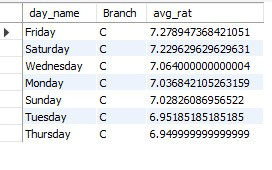 day_name Branch avg_rat
Friday C 7.278947368421051
Saturday C 7.229629629629631
Wednesday C 7.064000000000004
Monday C 7.036842105263159
Sunday C 7.02826086956522
Tuesday C 6.95185185185185
Thursday C 6.949999999999999